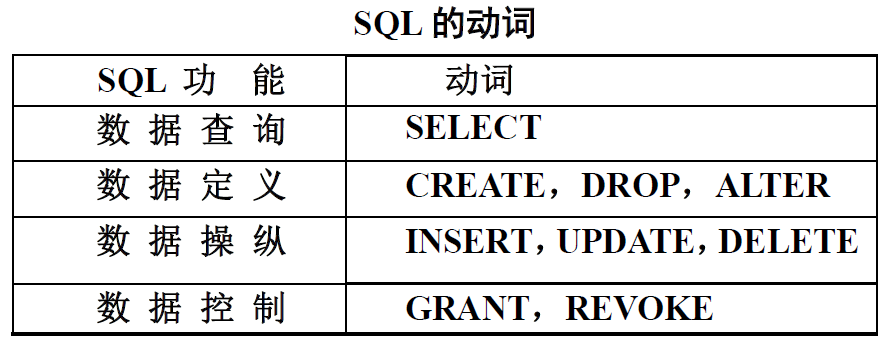 SQL 的动词
SQL 功 能 动词
数 据 查 询 SELECT
数 据 定 义 CREATE，DROP，ALTER
数 据 操 纵 INSERT，UPDATE，DELETE
数 据 控 制 GRANT，REVOKE